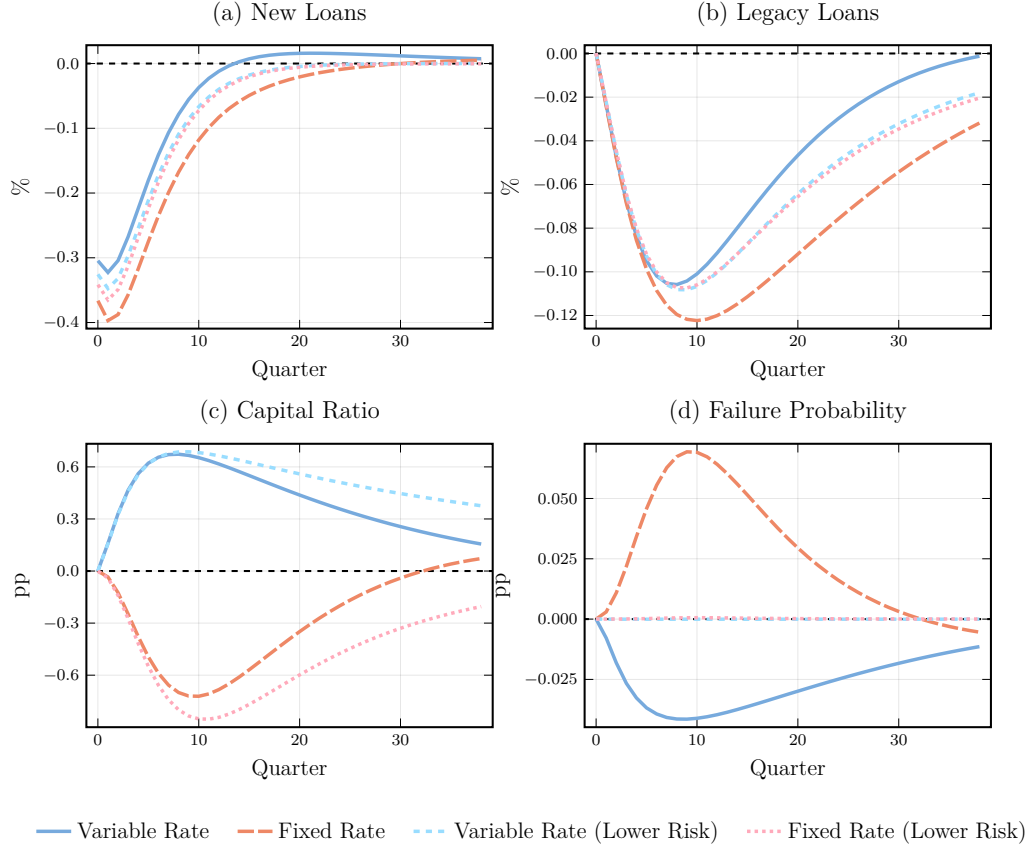 (a) New Loans
(b) Legacy Loans
0.0
−0.1
−0.2
−0.3
−0.4
%
0 10 20 30
Quarter
0.00
−0.02
−0.04
−0.06
−0.08
−0.10
−0.12
%
0 10 20 30
Quarter
(c) Capital Ratio
(d) Failure Probability
0.6
0.3
0.0
−0.3
−0.6
pp
0 10 20 30
Quarter
0.050
0.025
0.000
−0.025
pp
0 10 20 30
Quarter
Variable Rate Fixed Rate Variable Rate (Lower Risk) Fixed Rate (Lower Risk)